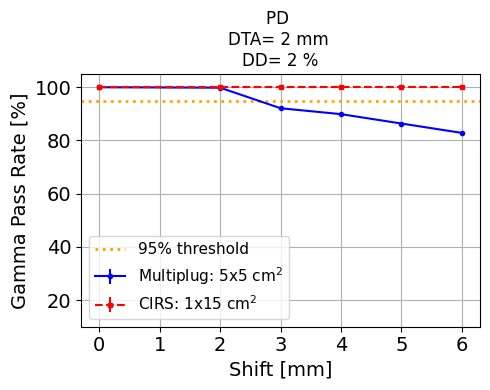 PD
DTA= 2 mm
DD= 2 %
Gamma Pass Rate [%]
100
80
60
40
20
95% threshold
Multiplug: 5x5 cm²
CIRS: 1x15 cm²
0 1 2 3 4 5 6
Shift [mm]